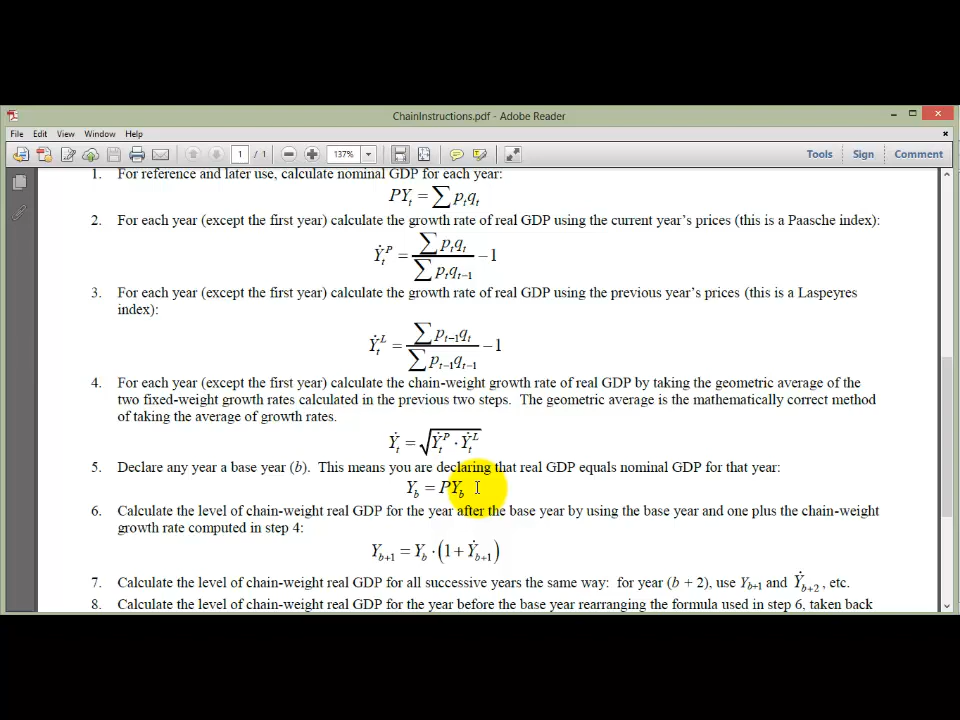 ChainInstructions.pdf - Adobe Reader
File Edit View Window Help
1 / 1 137% Tools Sign Comment
1. For reference and later use, calculate nominal GDP for each year:
PY_t = ∑ p_t q_t
2. For each year (except the first year) calculate the growth rate of real GDP using the current year's prices (this is a Paasche index):
Ẏ_t^P = ∑ p_t q_t / ∑ p_t q_{t−1} − 1
3. For each year (except the first year) calculate the growth rate of real GDP using the previous year's prices (this is a Laspeyres
index):
Ẏ_t^L = ∑ p_{t−1} q_t / ∑ p_{t−1} q_{t−1} − 1
4. For each year (except the first year) calculate the chain-weight growth rate of real GDP by taking the geometric average of the
two fixed-weight growth rates calculated in the previous two steps. The geometric average is the mathematically correct method
of taking the average of growth rates.
Ẏ_t = √(Ẏ_t^P · Ẏ_t^L)
5. Declare any year a base year (b). This means you are declaring that real GDP equals nominal GDP for that year:
Y_b = PY_b
6. Calculate the level of chain-weight real GDP for the year after the base year by using the base year and one plus the chain-weight
growth rate computed in step 4:
Y_{b+1} = Y_b · (1 + Ẏ_{b+1})
7. Calculate the level of chain-weight real GDP for all successive years the same way: for year (b + 2), use Y_{b+1} and Ẏ_{b+2}, etc.
8. Calculate the level of chain-weight real GDP for the year before the base year rearranging the formula used in step 6, taken back